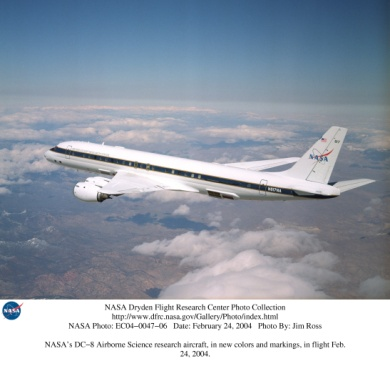 NASA
NASA Dryden Flight Research Center Photo Collection
http://www.dfrc.nasa.gov/Gallery/Photo/index.html
NASA Photo: EC04-0047-06 Date: February 24, 2004 Photo By: Jim Ross
NASA's DC-8 Airborne Science research aircraft, in new colors and markings, in flight Feb.
24, 2004.